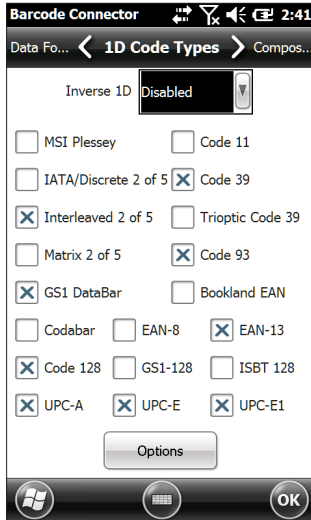 Barcode Connector 2:41
Data Fo... 1D Code Types Compos...
Inverse 1D Disabled
MSI Plessey Code 11
IATA/Discrete 2 of 5 Code 39
Interleaved 2 of 5 Trioptic Code 39
Matrix 2 of 5 Code 93
GS1 DataBar Bookland EAN
Codabar EAN-8 EAN-13
Code 128 GS1-128 ISBT 128
UPC-A UPC-E UPC-E1
Options
OK